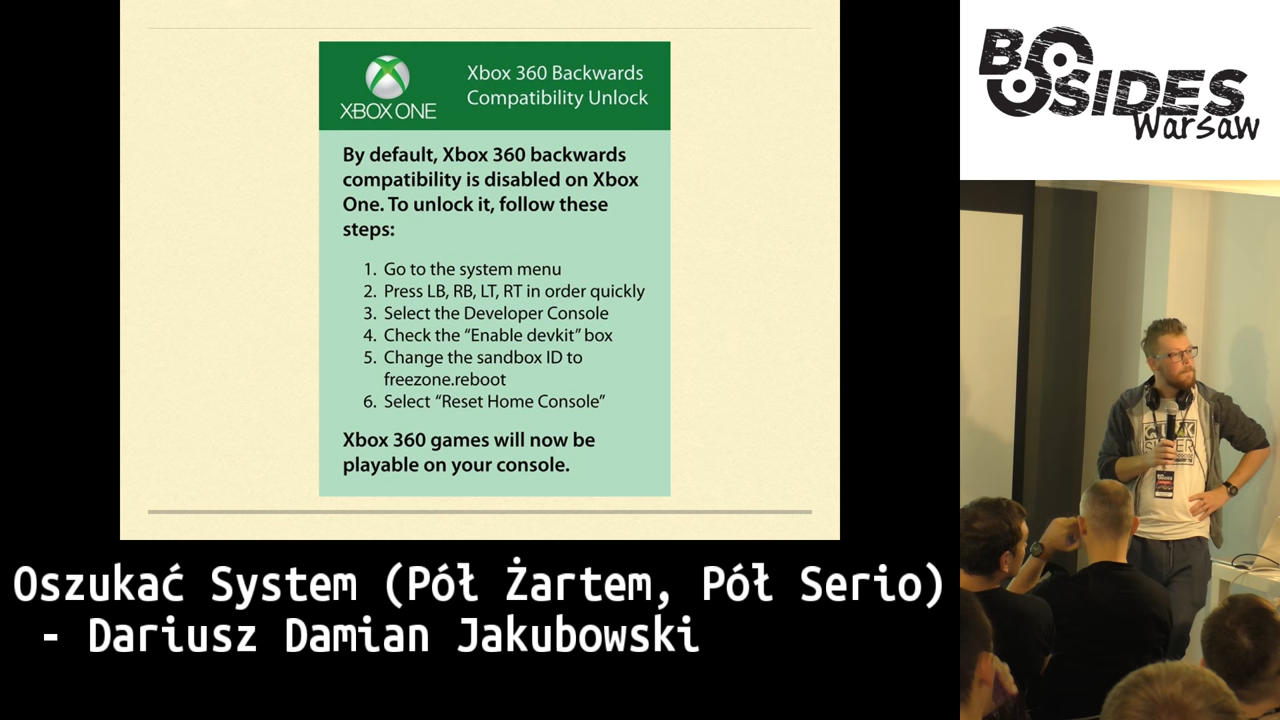 XBOX ONE
Xbox 360 Backwards
Compatibility Unlock
By default, Xbox 360 backwards
compatibility is disabled on Xbox
One. To unlock it, follow these
steps:
1. Go to the system menu
2. Press LB, RB, LT, RT in order quickly
3. Select the Developer Console
4. Check the “Enable devkit” box
5. Change the sandbox ID to
freezone.reboot
6. Select “Reset Home Console”
Xbox 360 games will now be
playable on your console.
Oszukać System (Pół Żartem, Pół Serio)
- Dariusz Damian Jakubowski
BSIDES
Warsaw